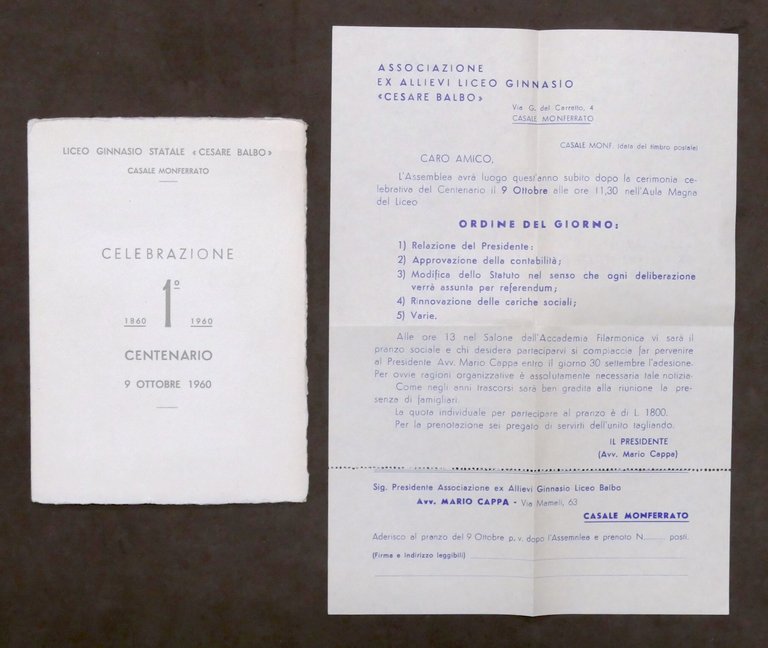 LICEO GINNASIO STATALE «CESARE BALBO»
CASALE MONFERRATO
CELEBRAZIONE
1860 1º 1960
CENTENARIO
9 OTTOBRE 1960
ASSOCIAZIONE
EX ALLIEVI LICEO GINNASIO
«CESARE BALBO»
Via G. del Carretto, 4
CASALE MONFERRATO
CASALE MONF. (data del timbro postale)
CARO AMICO,
L'Assemblea avrà luogo quest'anno subito dopo la cerimonia ce-
lebrativa del Centenario il 9 Ottobre alle ore 11,30 nell'Aula Magna
del Liceo
ORDINE DEL GIORNO:
1) Relazione del Presidente:
2) Approvazione della contabilità;
3) Modifica dello Statuto nel senso che ogni deliberazione
verrà assunta per referendum;
4) Rinnovazione delle cariche sociali;
5) Varie.
Alle ore 13 nel Salone dell'Accademia Filarmonica vi sarà il
pranzo sociale e chi desidera parteciparvi si compiaccia far pervenire
al Presidente Avv. Mario Cappa entro il giorno 30 settembre l'adesione.
Per ovvie ragioni organizzative è assolutamente necessaria tale notizia.
Come negli anni trascorsi sarà ben gradita alla riunione la pre-
senza di famigliari.
La quota individuale per partecipare al pranzo è di L. 1800.
Per la prenotazione sei pregato di servirti dell'unito tagliando.
IL PRESIDENTE
(Avv. Mario Cappa)
Sig. Presidente Associazione ex Allievi Ginnasio Liceo Balbo
Avv. MARIO CAPPA - Via Mameli, 63
CASALE MONFERRATO
Aderisco al pranzo del 9 Ottobre p. v. dopo l'Assemnlea e prenoto N........ posti.
(Firma e indirizzo leggibili)